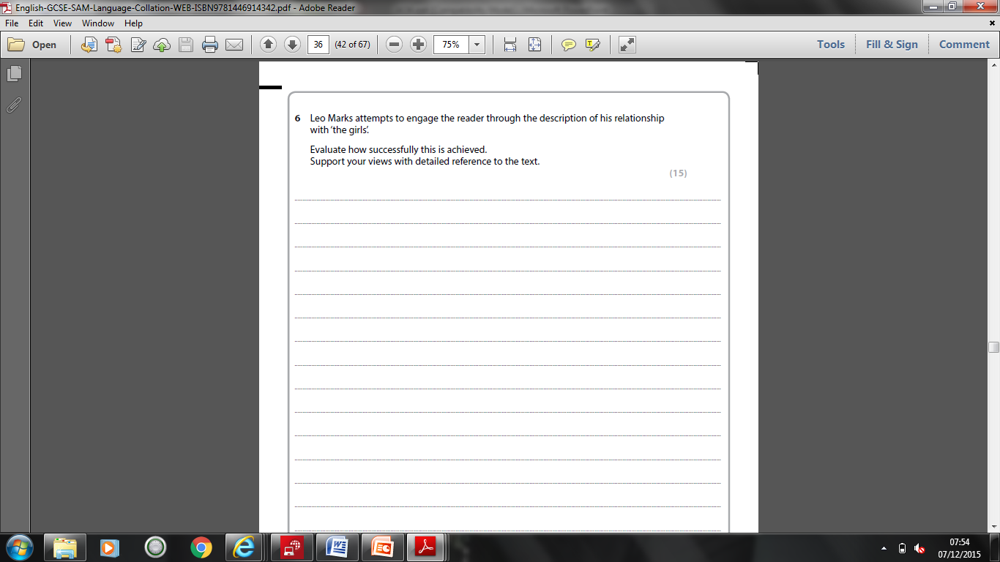 English-GCSE-SAM-Language-Collation-WEB-ISBN9781446914342.pdf - Adobe Reader
File Edit View Window Help
Open 36 (42 of 67) 75% Tools Fill & Sign Comment
6 Leo Marks attempts to engage the reader through the description of his relationship
with ‘the girls’.
Evaluate how successfully this is achieved.
Support your views with detailed reference to the text.
(15)
07:54
07/12/2015